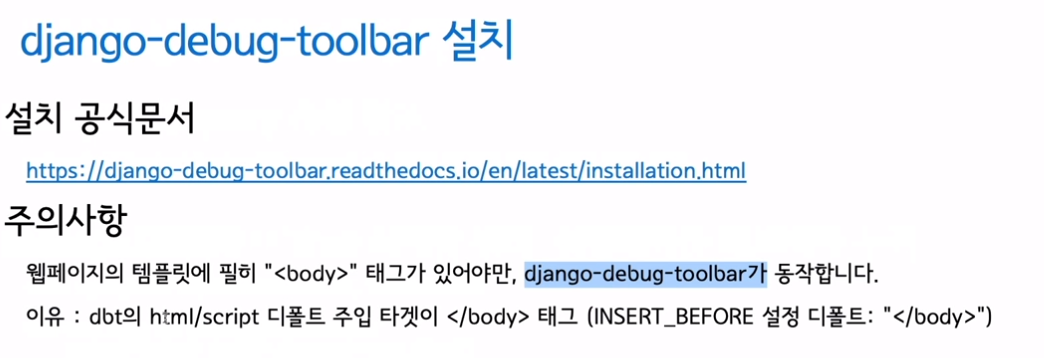 django-debug-toolbar 설치
설치 공식문서
https://django-debug-toolbar.readthedocs.io/en/latest/installation.html
주의사항
웹페이지의 템플릿에 필히 "<body>" 태그가 있어야만, django-debug-toolbar가 동작합니다.
이유 : dbt의 html/script 디폴트 주입 타겟이 </body> 태그 (INSERT_BEFORE 설정 디폴트: "</body>")